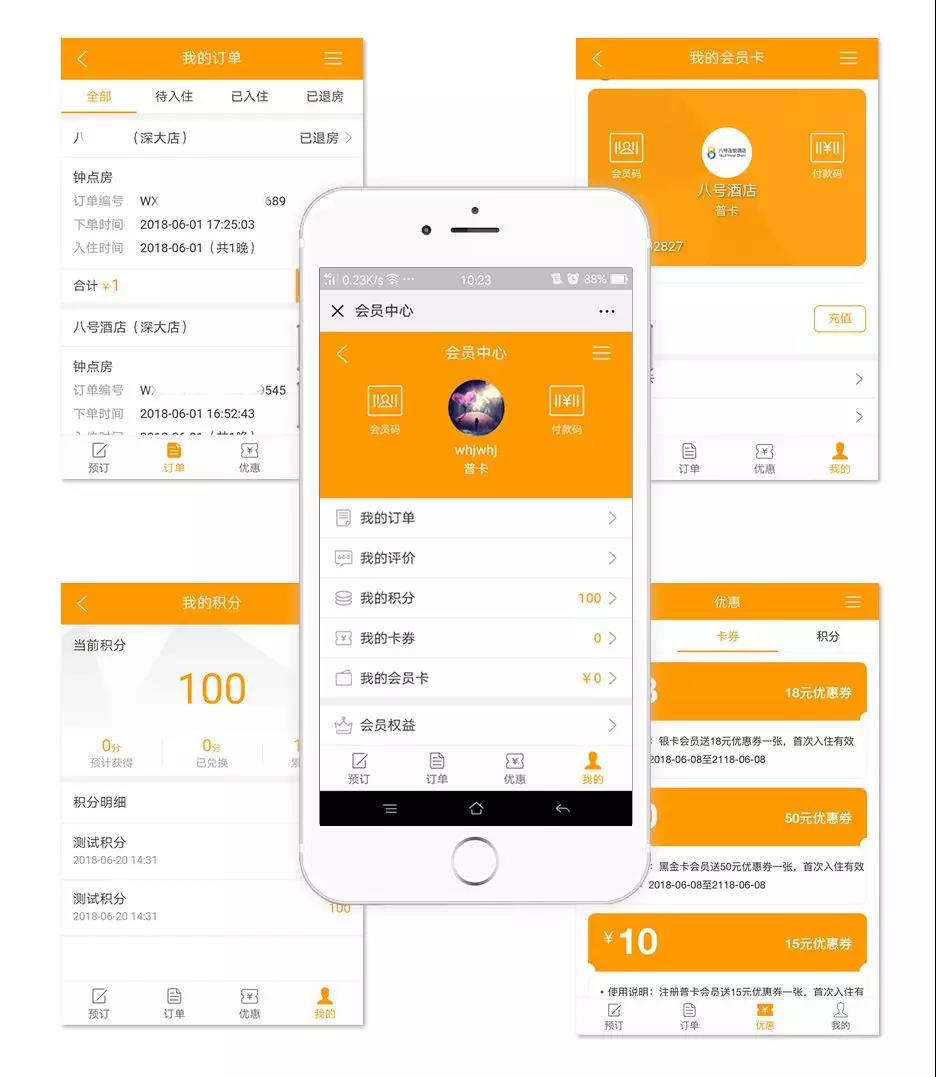 我的订单
全部 待入住 已入住 已退房
（深大店） 已退房
钟点房
订单编号 WX 689
下单时间 2018-06-01 17:25:03
入住时间 2018-06-01（共1晚）
合计 ¥1
八号酒店（深大店）
钟点房
订单编号 WX 9545
下单时间 2018-06-01 16:52:43
入住时间 2018-06-01（共1晚）
预订 订单 优惠
我的会员卡
会员码
八号连锁酒店
付款码
八号酒店
普卡
2827
充值
订单 优惠 我的
0.23K/s 10:23 88%
会员中心
会员中心
会员码 付款码
whjwhj
普卡
我的订单
我的评价
我的积分 100
我的卡券 0
我的会员卡 ¥0
会员权益
预订 订单 优惠 我的
我的积分
当前积分
100
0分 0分
预计获得 已兑换
积分明细
测试积分
2018-06-20 14:31
测试积分
2018-06-20 14:31
100
预订 订单 优惠 我的
优惠
卡券 积分
18元优惠券
：银卡会员送18元优惠券一张，首次入住有效
2018-06-08至2118-06-08
50元优惠券
：黑金卡会员送50元优惠券一张，首次入住有效
2018-06-08至2118-06-08
¥10 15元优惠券
• 使用说明：注册普卡会员送15元优惠券一张，首次入住有
预订 订单 优惠 我的